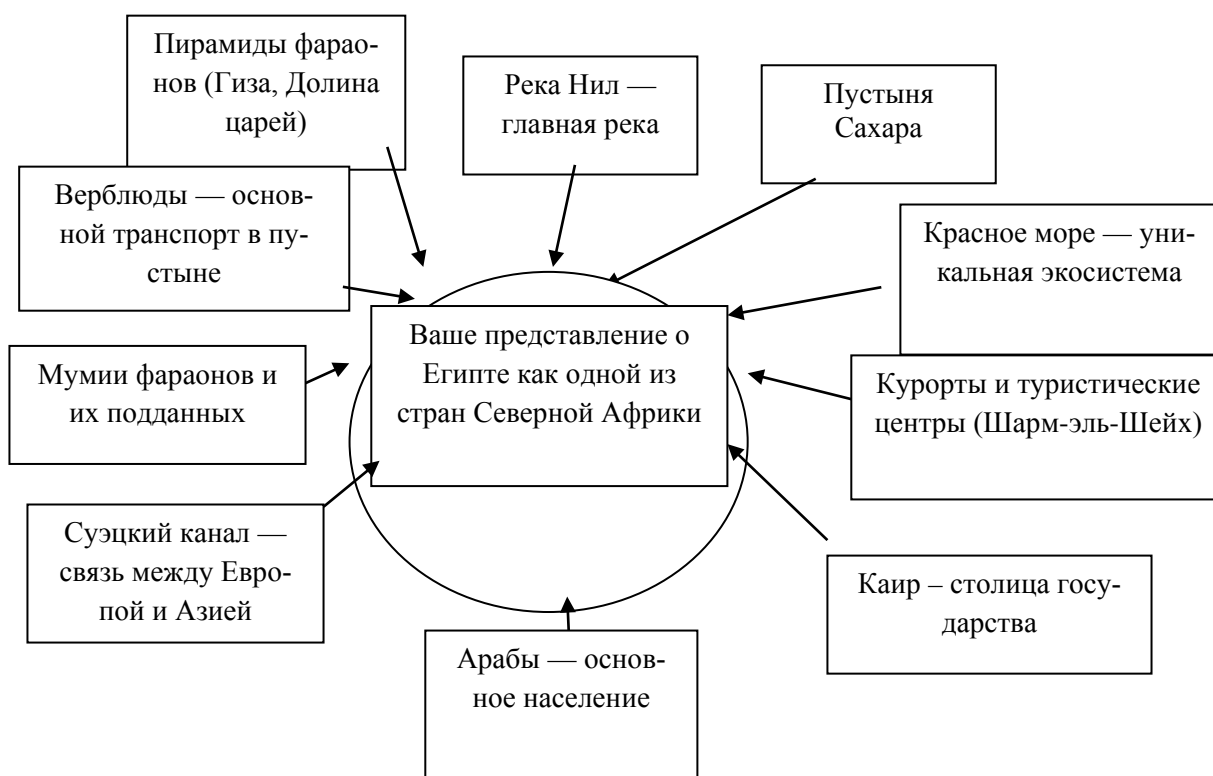 Пирамиды фарао-
нов (Гиза, Долина
царей)
Река Нил —
главная река
Пустыня
Сахара
Верблюды — основ-
ной транспорт в пу-
стыне
Красное море — уни-
кальная экосистема
Ваше представление о
Египте как одной из
стран Северной Африки
Мумии фараонов и
их подданных
Курорты и туристические
центры (Шарм-эль-Шейх)
Суэцкий канал —
связь между Евро-
пой и Азией
Каир – столица госу-
дарства
Арабы — основ-
ное население